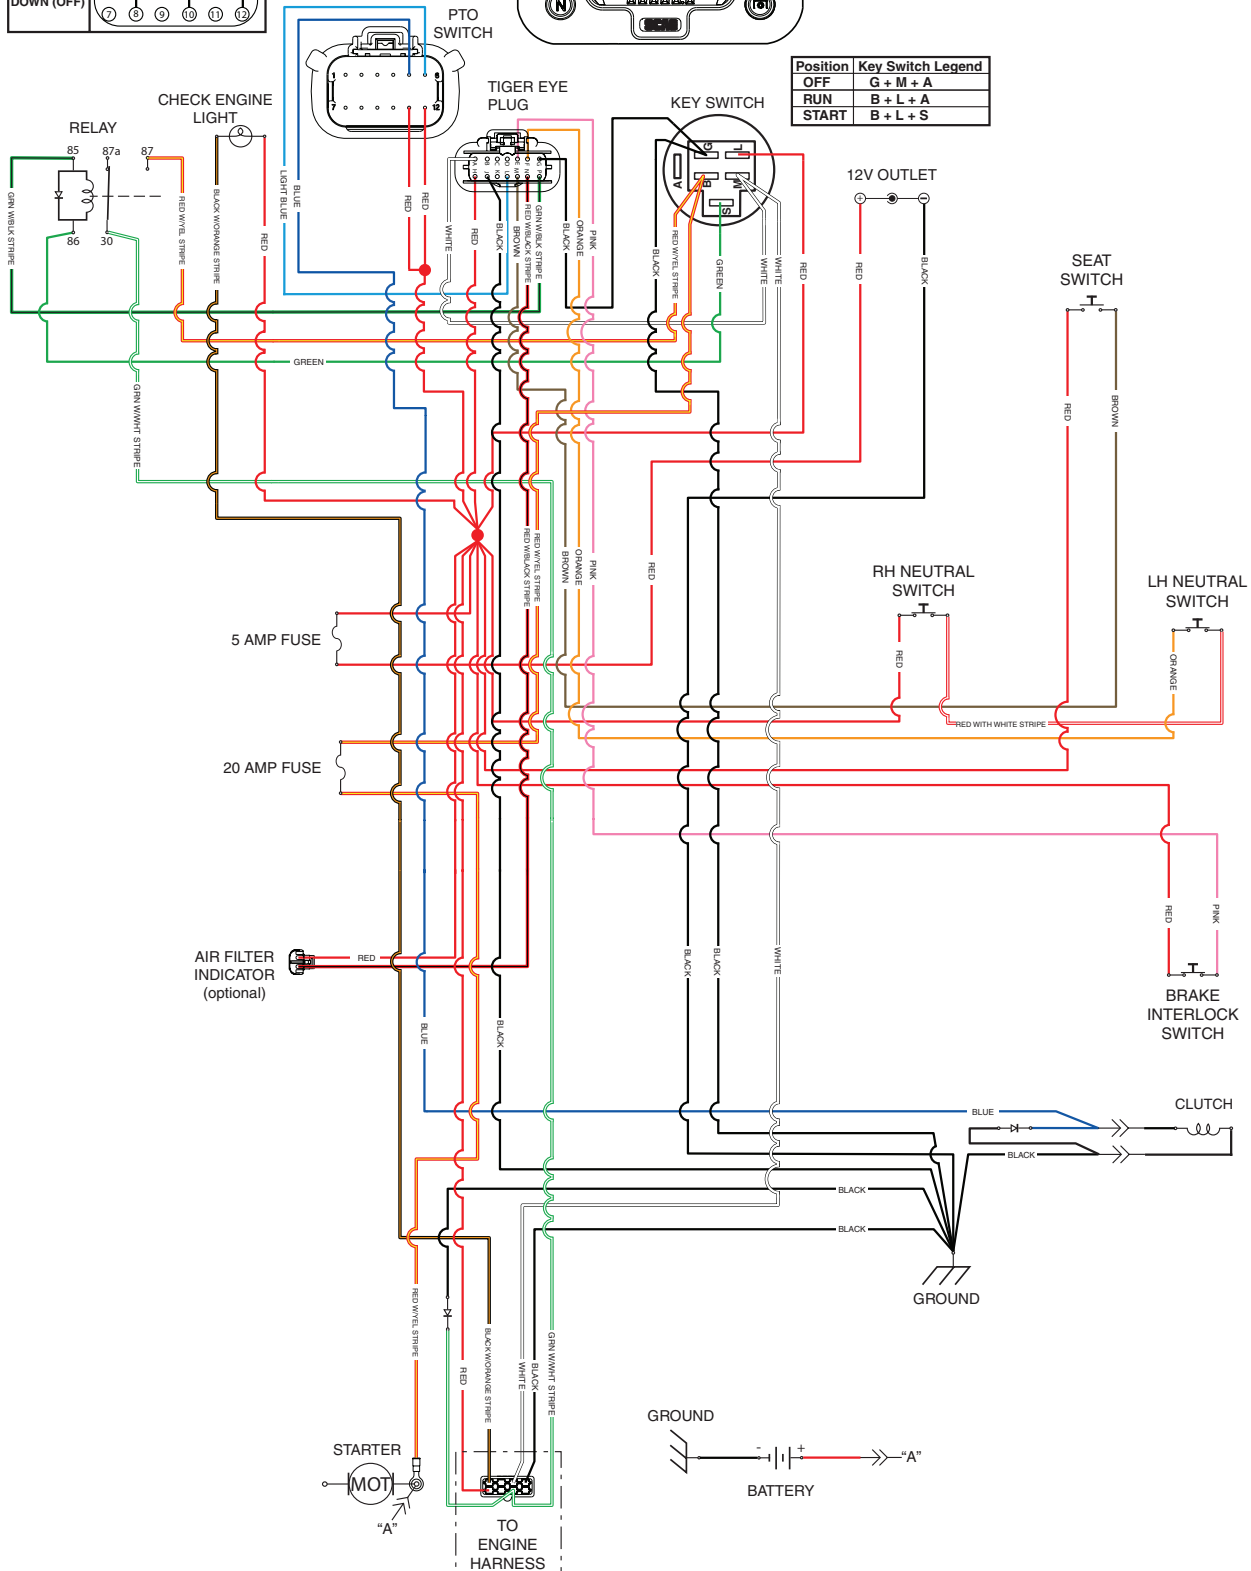 DOWN (OFF)
7 8 9 10 11 12
N
SCAG
(P)
PTO
SWITCH
1 6
7 12
TIGER EYE
PLUG
A B C D E F G
H J K L M N P
CHECK ENGINE
LIGHT
RELAY
85 87a 87
86 30
KEY SWITCH
G L
A B M
S
Position Key Switch Legend
OFF G + M + A
RUN B + L + A
START B + L + S
12V OUTLET
+ -
SEAT
SWITCH
GRN W/BLK STRIPE
RED W/YEL STRIPE
BLACK W/ORANGE STRIPE
RED
LIGHT BLUE
BLUE
RED
RED
WHITE
RED
BLACK
BROWN
RED W/BLACK STRIPE
GRN W/BLK STRIPE
BLACK
ORANGE
PINK
BLACK
RED W/YEL STRIPE
GREEN
WHITE
WHITE
RED
RED
BLACK
GREEN
GRN W/WHT STRIPE
RED
BROWN
RED W/BLACK STRIPE
RED W/YEL STRIPE
BROWN
ORANGE
PINK
RED
RH NEUTRAL
SWITCH
LH NEUTRAL
SWITCH
5 AMP FUSE
RED
ORANGE
RED WITH WHITE STRIPE
20 AMP FUSE
AIR FILTER
INDICATOR
(optional)
RED
BLACK
BLACK
WHITE
RED
PINK
BRAKE
INTERLOCK
SWITCH
BLUE
BLACK
BLUE
CLUTCH
BLACK
BLACK
BLACK
GROUND
RED W/YEL STRIPE
RED
BLACK W/ORANGE STRIPE
WHITE
BLACK
GRN W/WHT STRIPE
STARTER
MOT
"A"
TO
ENGINE
HARNESS
GROUND
- +
"A"
BATTERY